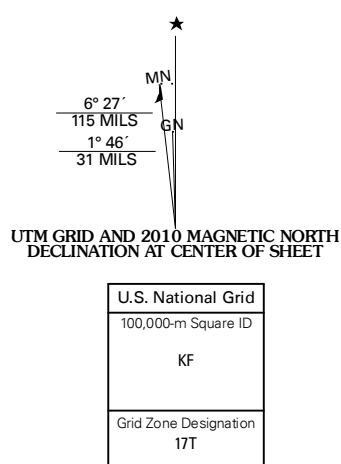 ★
M.N.
6° 27´
115 MILS
GN
1° 46´
31 MILS
UTM GRID AND 2010 MAGNETIC NORTH
DECLINATION AT CENTER OF SHEET
U.S. National Grid
100,000-m Square ID
KF
Grid Zone Designation
17T